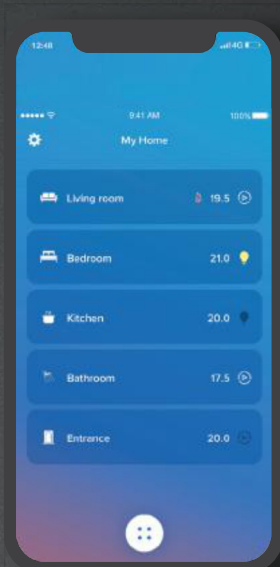 12:48 4G
9:41 AM 100%
My Home
Living room 19.5
Bedroom 21.0
Kitchen 20.0
Bathroom 17.5
Entrance 20.0